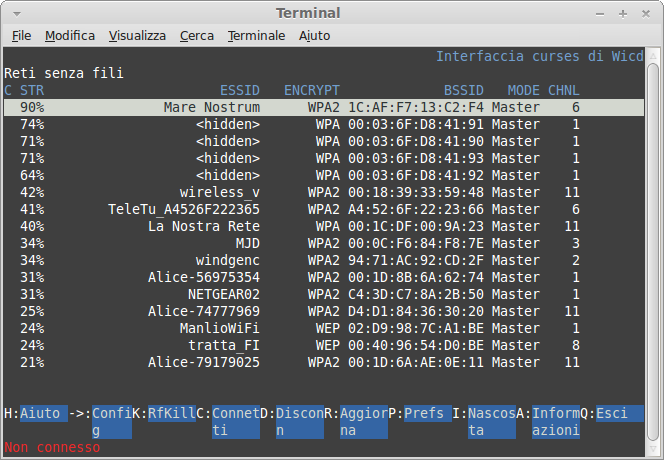 Terminal
File Modifica Visualizza Cerca Terminale Aiuto
Interfaccia curses di Wicd
Reti senza fili
C STR ESSID ENCRYPT BSSID MODE CHNL
90% Mare Nostrum WPA2 1C:AF:F7:13:C2:F4 Master 6
74% <hidden> WPA 00:03:6F:D8:41:91 Master 1
71% <hidden> WPA 00:03:6F:D8:41:90 Master 1
71% <hidden> WPA 00:03:6F:D8:41:93 Master 1
64% <hidden> WPA 00:03:6F:D8:41:92 Master 1
42% wireless_v WPA2 00:18:39:33:59:48 Master 11
41% TeleTu_A4526F222365 WPA2 A4:52:6F:22:23:66 Master 6
40% La Nostra Rete WPA 00:1C:DF:00:9A:23 Master 11
34% MJD WPA2 00:0C:F6:84:F8:7E Master 3
34% windgenc WPA2 94:71:AC:92:CD:2F Master 2
31% Alice-56975354 WPA2 00:1D:8B:6A:62:74 Master 1
31% NETGEAR02 WPA2 C4:3D:C7:8A:2B:50 Master 1
25% Alice-74777969 WPA2 D4:D1:84:36:30:20 Master 11
24% ManlioWiFi WEP 02:D9:98:7C:A1:BE Master 1
24% tratta_FI WEP 00:40:96:54:D0:BE Master 8
21% Alice-79179025 WPA2 00:1D:6A:AE:0E:11 Master 11
H:Aiuto ->:Confi K:RfKill C:Connet D:Discon R:Aggior P:Prefs I:Nascos A:Inform Q:Esci
g ti n na ta azioni
Non connesso